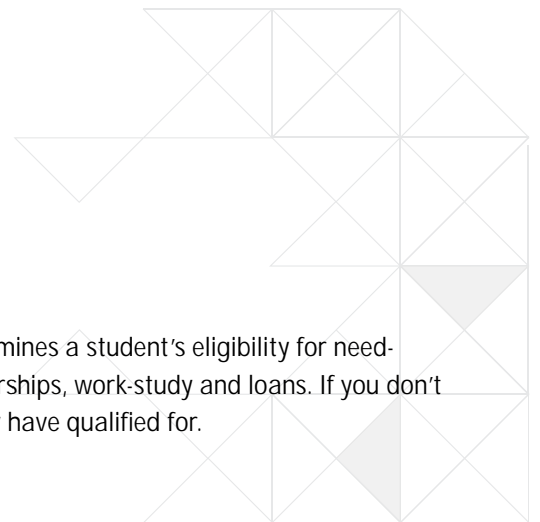 mines a student's eligibility for need-
rships, work-study and loans. If you don't
have qualified for.